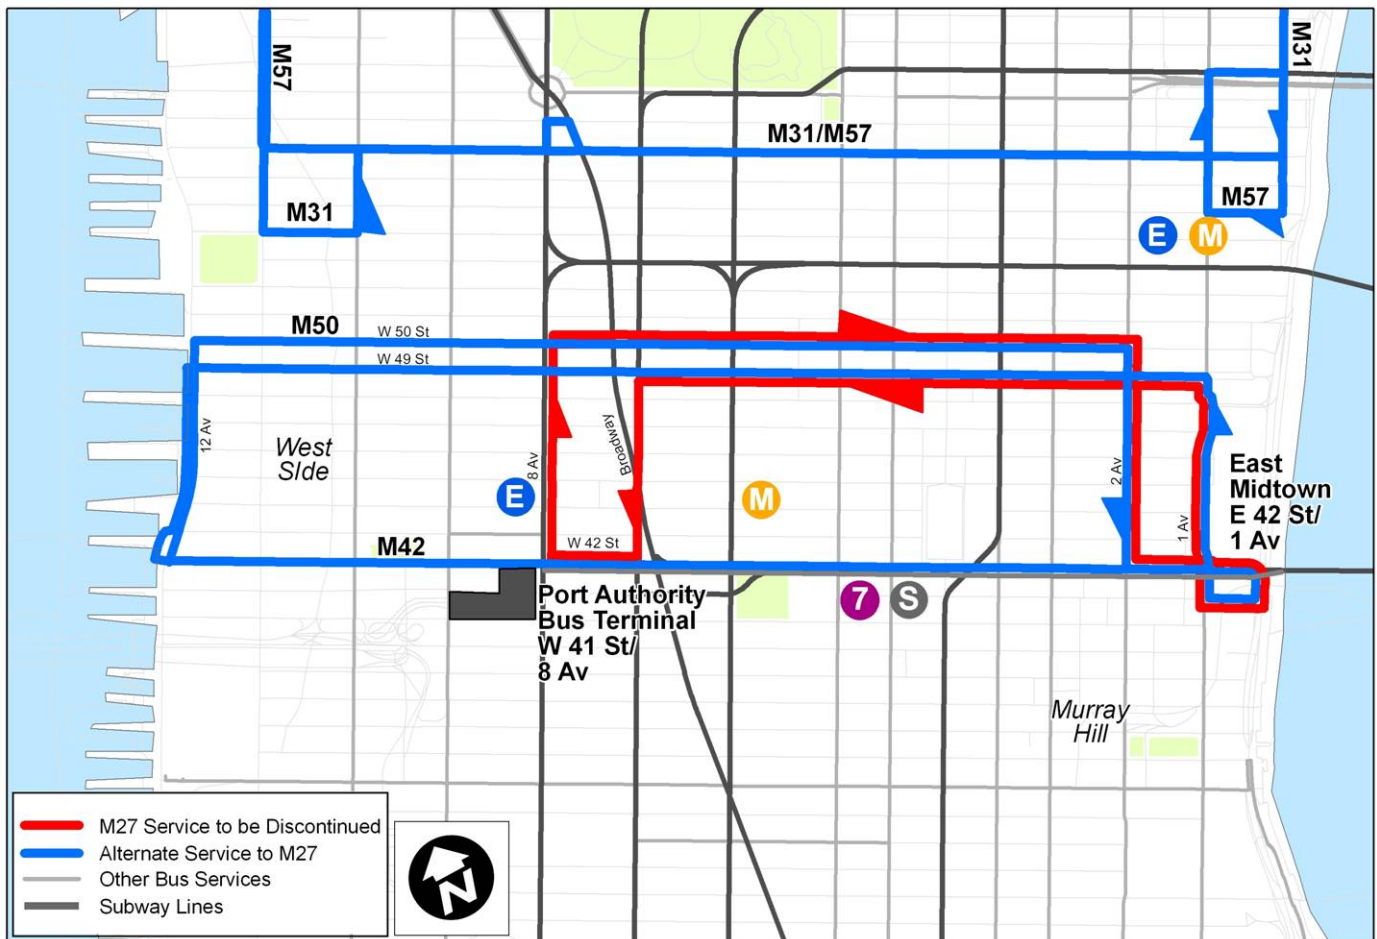 M57
M31
M31/M57
M31
M57
E
M
M50
W 50 St
W 49 St
12 Av
West
SIde
8 Av
Broadway
2 Av
1 Av
E
M
East
Midtown
E 42 St/
1 Av
W 42 St
M42
Port Authority
Bus Terminal
W 41 St/
8 Av
7
S
Murray
Hill
M27 Service to be Discontinued
Alternate Service to M27
Other Bus Services
Subway Lines
N